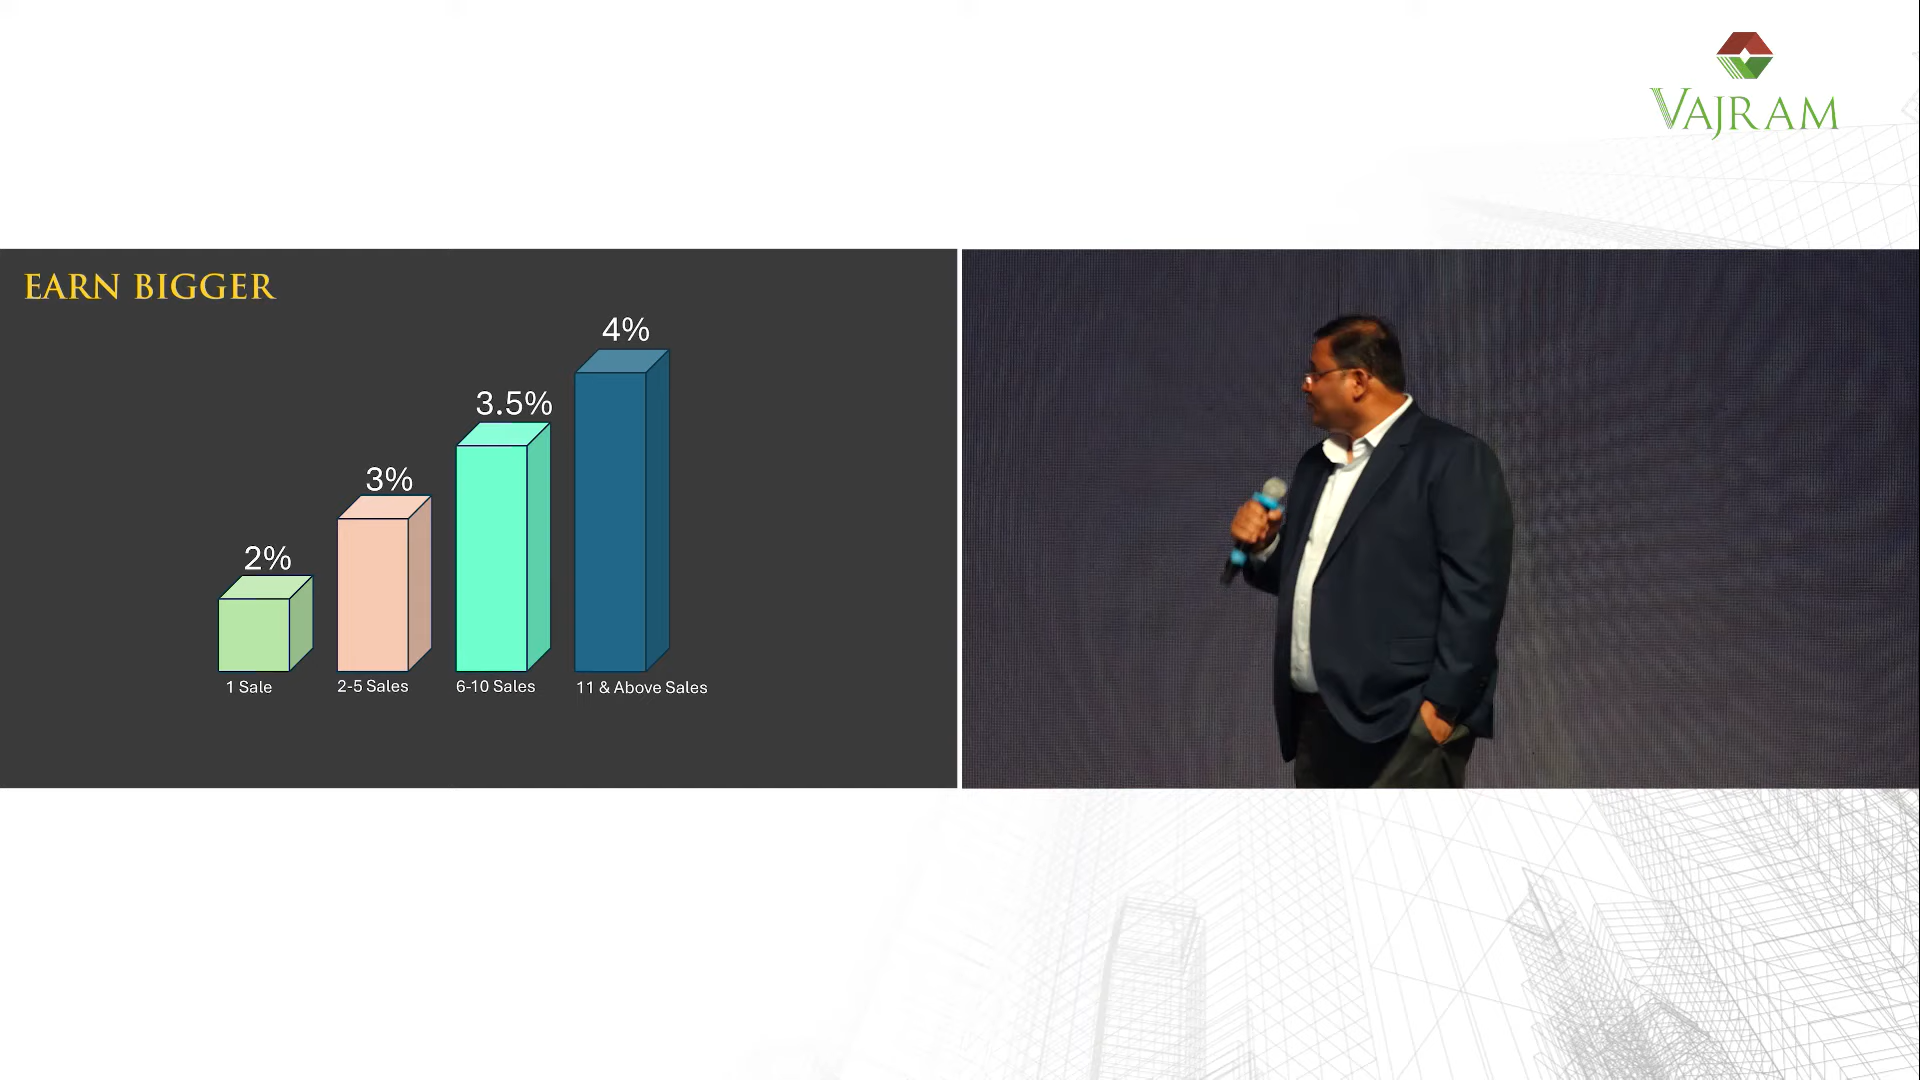 VAJRAM
EARN BIGGER
4%
3.5%
3%
2%
1 Sale
2-5 Sales
6-10 Sales
11 & Above Sales